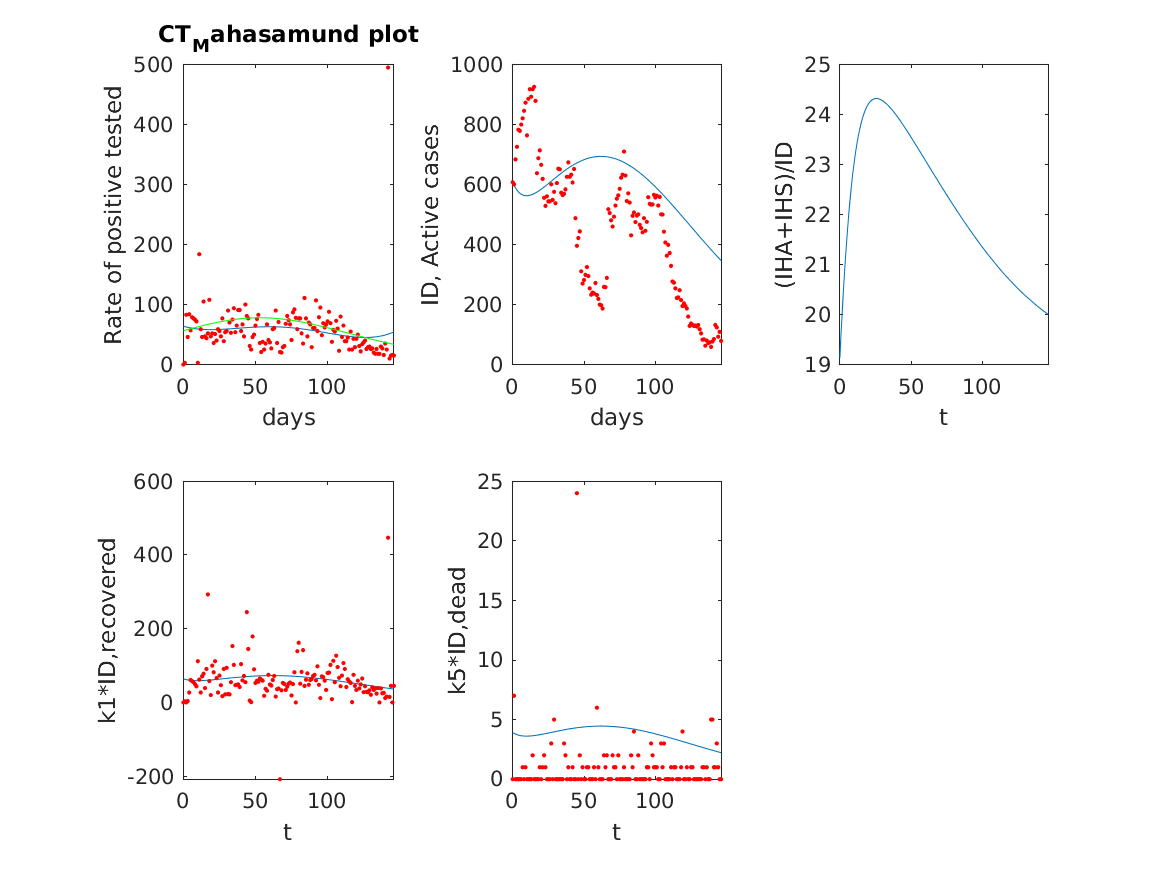 CT_Mahasamund plot
500
400
300
200
100
0
Rate of positive tested
0 50 100
days
1000
800
600
400
200
0
ID, Active cases
0 50 100
days
25
24
23
22
21
20
19
(IHA+IHS)/ID
0 50 100
t
600
400
200
0
-200
k1*ID,recovered
0 50 100
t
25
20
15
10
5
0
k5*ID,dead
0 50 100
t